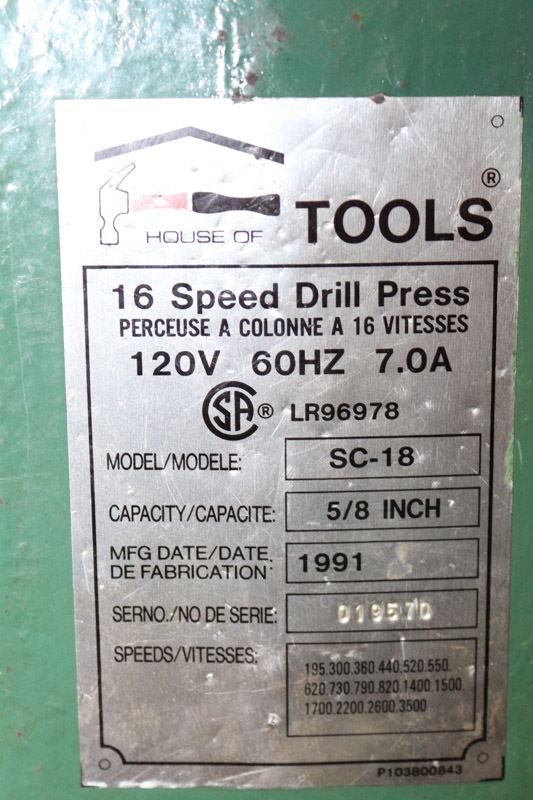 HOUSE OF TOOLS®
16 Speed Drill Press
PERCEUSE A COLONNE A 16 VITESSES
120V 60HZ 7.0A
CSA® LR96978
MODEL/MODELE: SC-18
CAPACITY/CAPACITE: 5/8 INCH
MFG DATE/DATE
DE FABRICATION 1991
SERNO./NO DE SERIE: 019570
SPEEDS/VITESSES:
195.300.360.440.520.550.
620.730.790.820.1400.1500.
1700.2200.2600.3500
P103800843